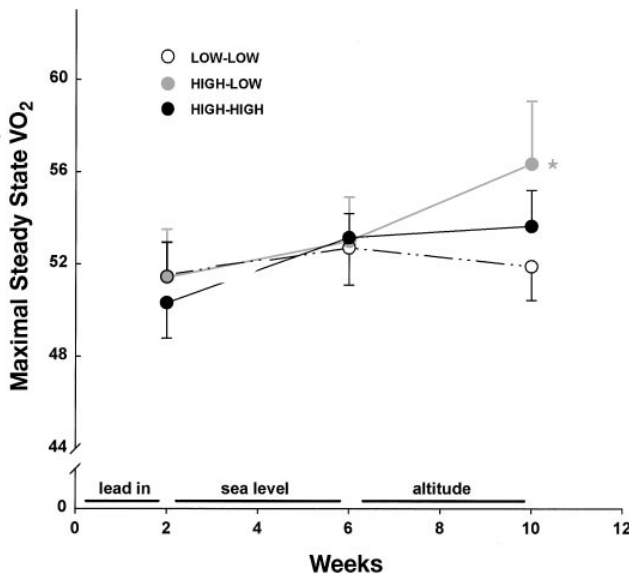 Maximal Steady State VO2
60
56
52
48
44
0
LOW-LOW
HIGH-LOW
HIGH-HIGH
*
lead in
sea level
altitude
0 2 4 6 8 10 12
Weeks